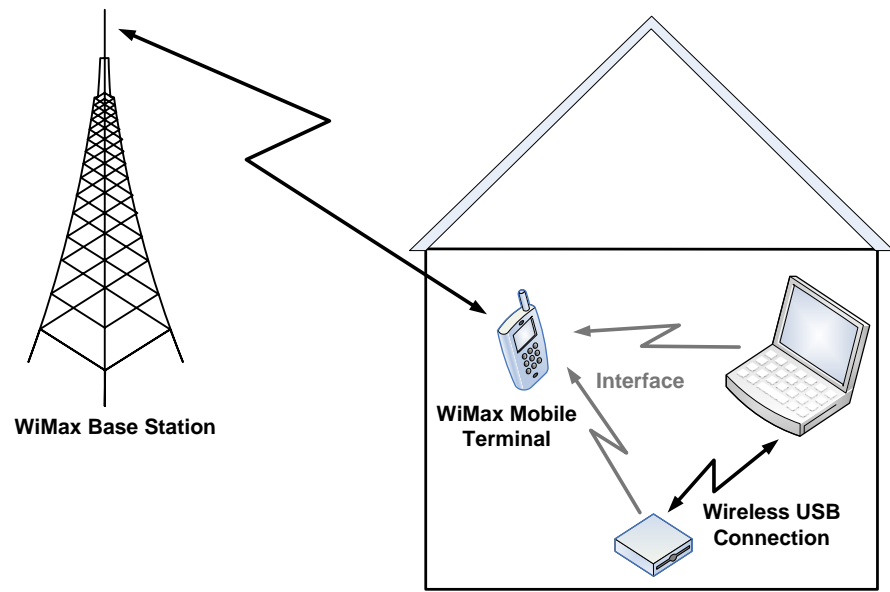 WiMax Base Station
Interface
WiMax Mobile
Terminal
Wireless USB
Connection